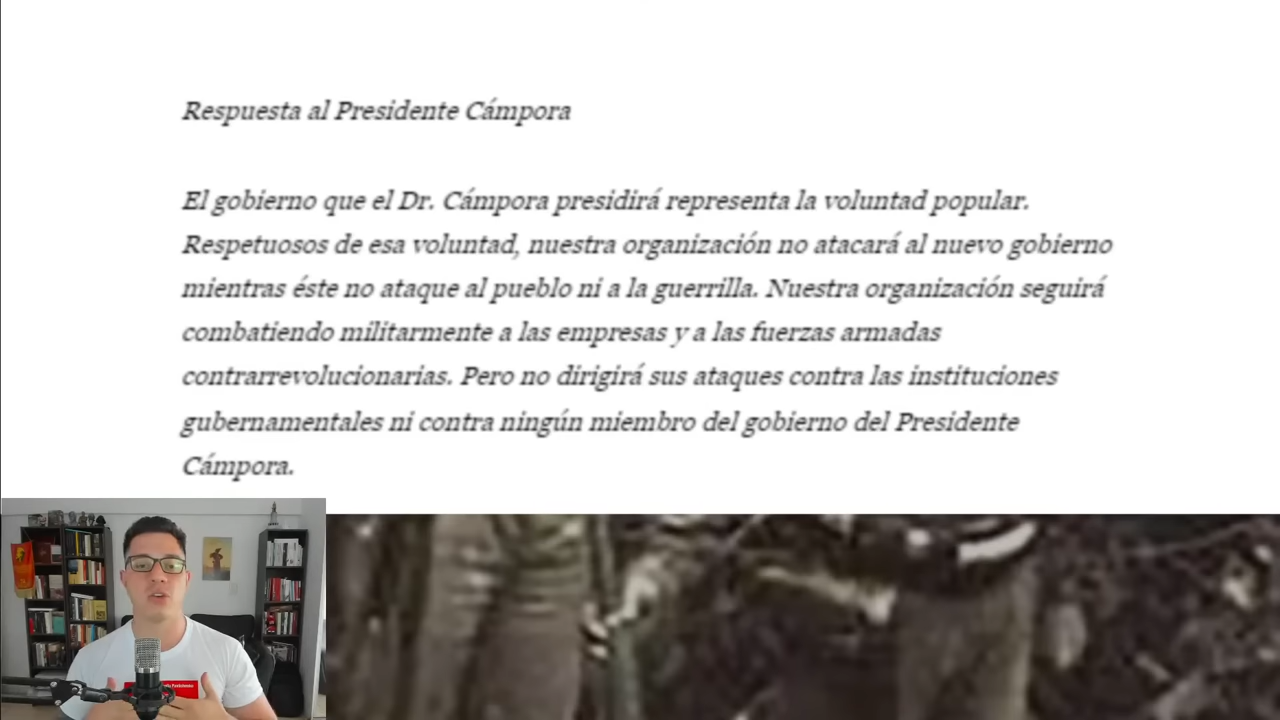 Respuesta al Presidente Cámpora
El gobierno que el Dr. Cámpora presidirá representa la voluntad popular.
Respetuosos de esa voluntad, nuestra organización no atacará al nuevo gobierno
mientras éste no ataque al pueblo ni a la guerrilla. Nuestra organización seguirá
combatiendo militarmente a las empresas y a las fuerzas armadas
contrarrevolucionarias. Pero no dirigirá sus ataques contra las instituciones
gubernamentales ni contra ningún miembro del gobierno del Presidente
Cámpora.